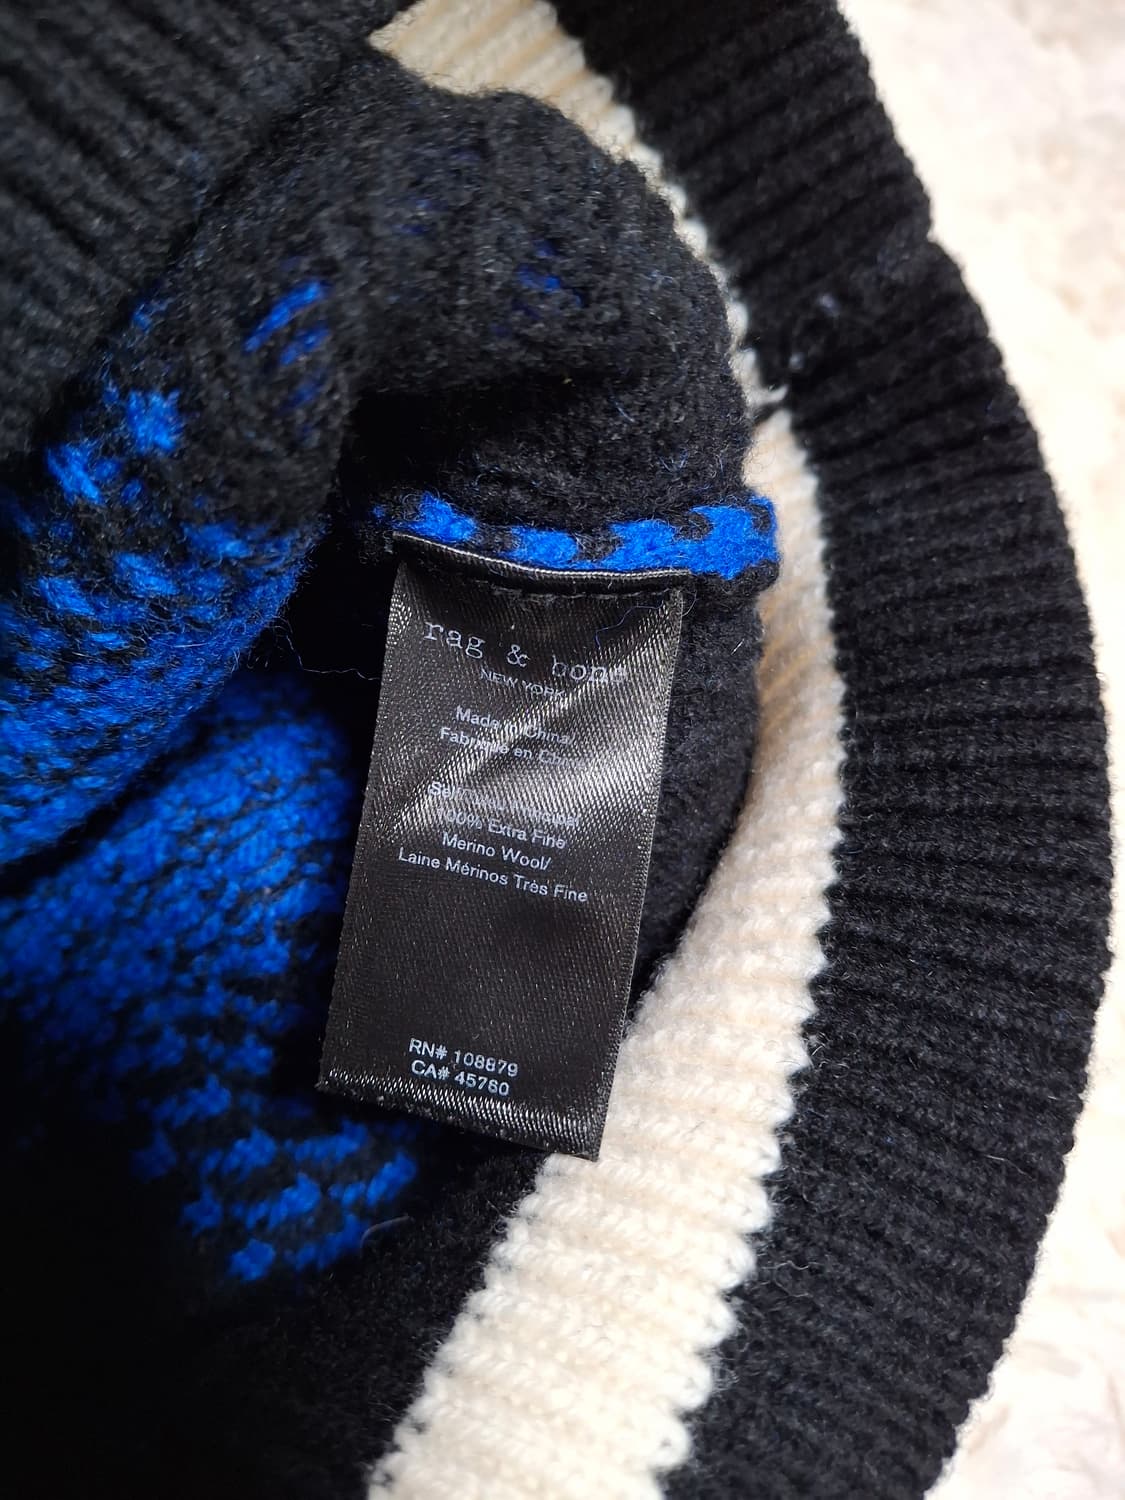 rag & bone
NEW YORK
Made in China/
Fabriqué en Chine
100% Extra Fine
Merino Wool/
Laine Mérinos Très Fine
RN# 108879
CA# 45760